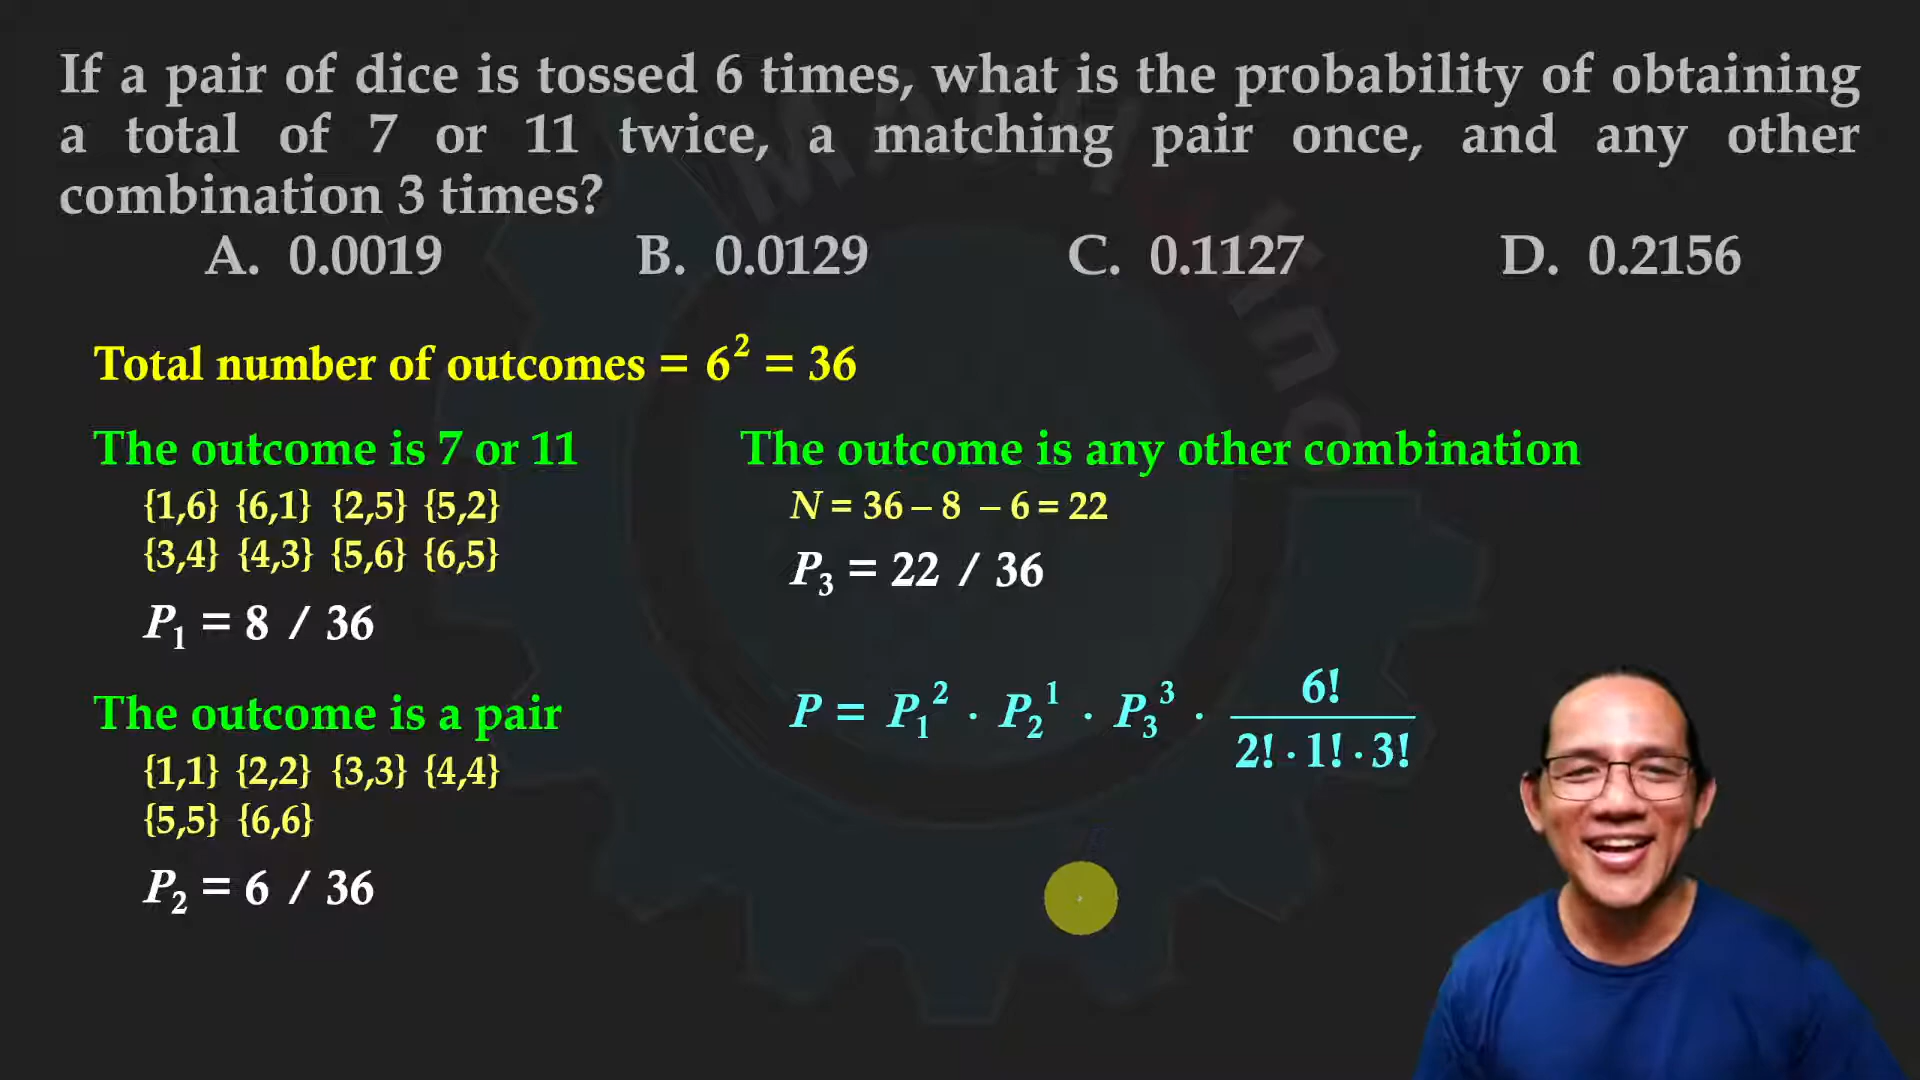 If a pair of dice is tossed 6 times, what is the probability of obtaining
a total of 7 or 11 twice, a matching pair once, and any other
combination 3 times?
A. 0.0019 B. 0.0129 C. 0.1127 D. 0.2156
Total number of outcomes = 6² = 36
The outcome is 7 or 11
{1,6} {6,1} {2,5} {5,2}
{3,4} {4,3} {5,6} {6,5}
P₁ = 8 / 36
The outcome is a pair
{1,1} {2,2} {3,3} {4,4}
{5,5} {6,6}
P₂ = 6 / 36
The outcome is any other combination
N = 36 – 8 – 6 = 22
P₃ = 22 / 36
P = P₁² · P₂¹ · P₃³ · 6! / 2! · 1! · 3!